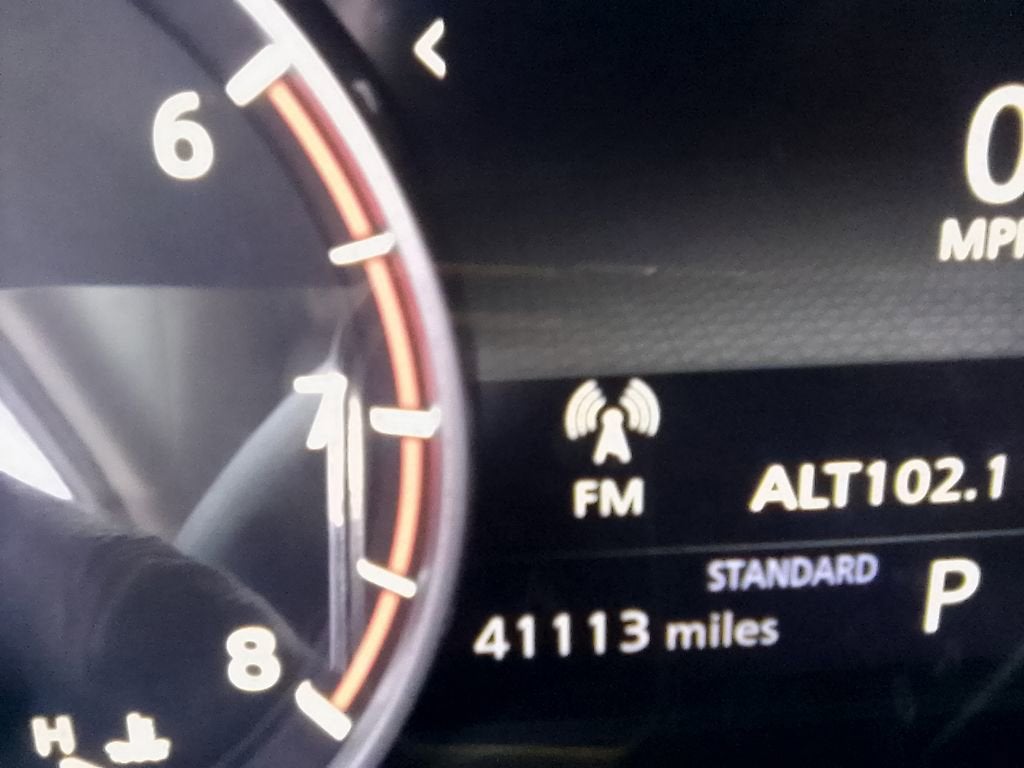 6
7
8
H
<
0
MPH
FM
ALT102.1
STANDARD
P
41113 miles